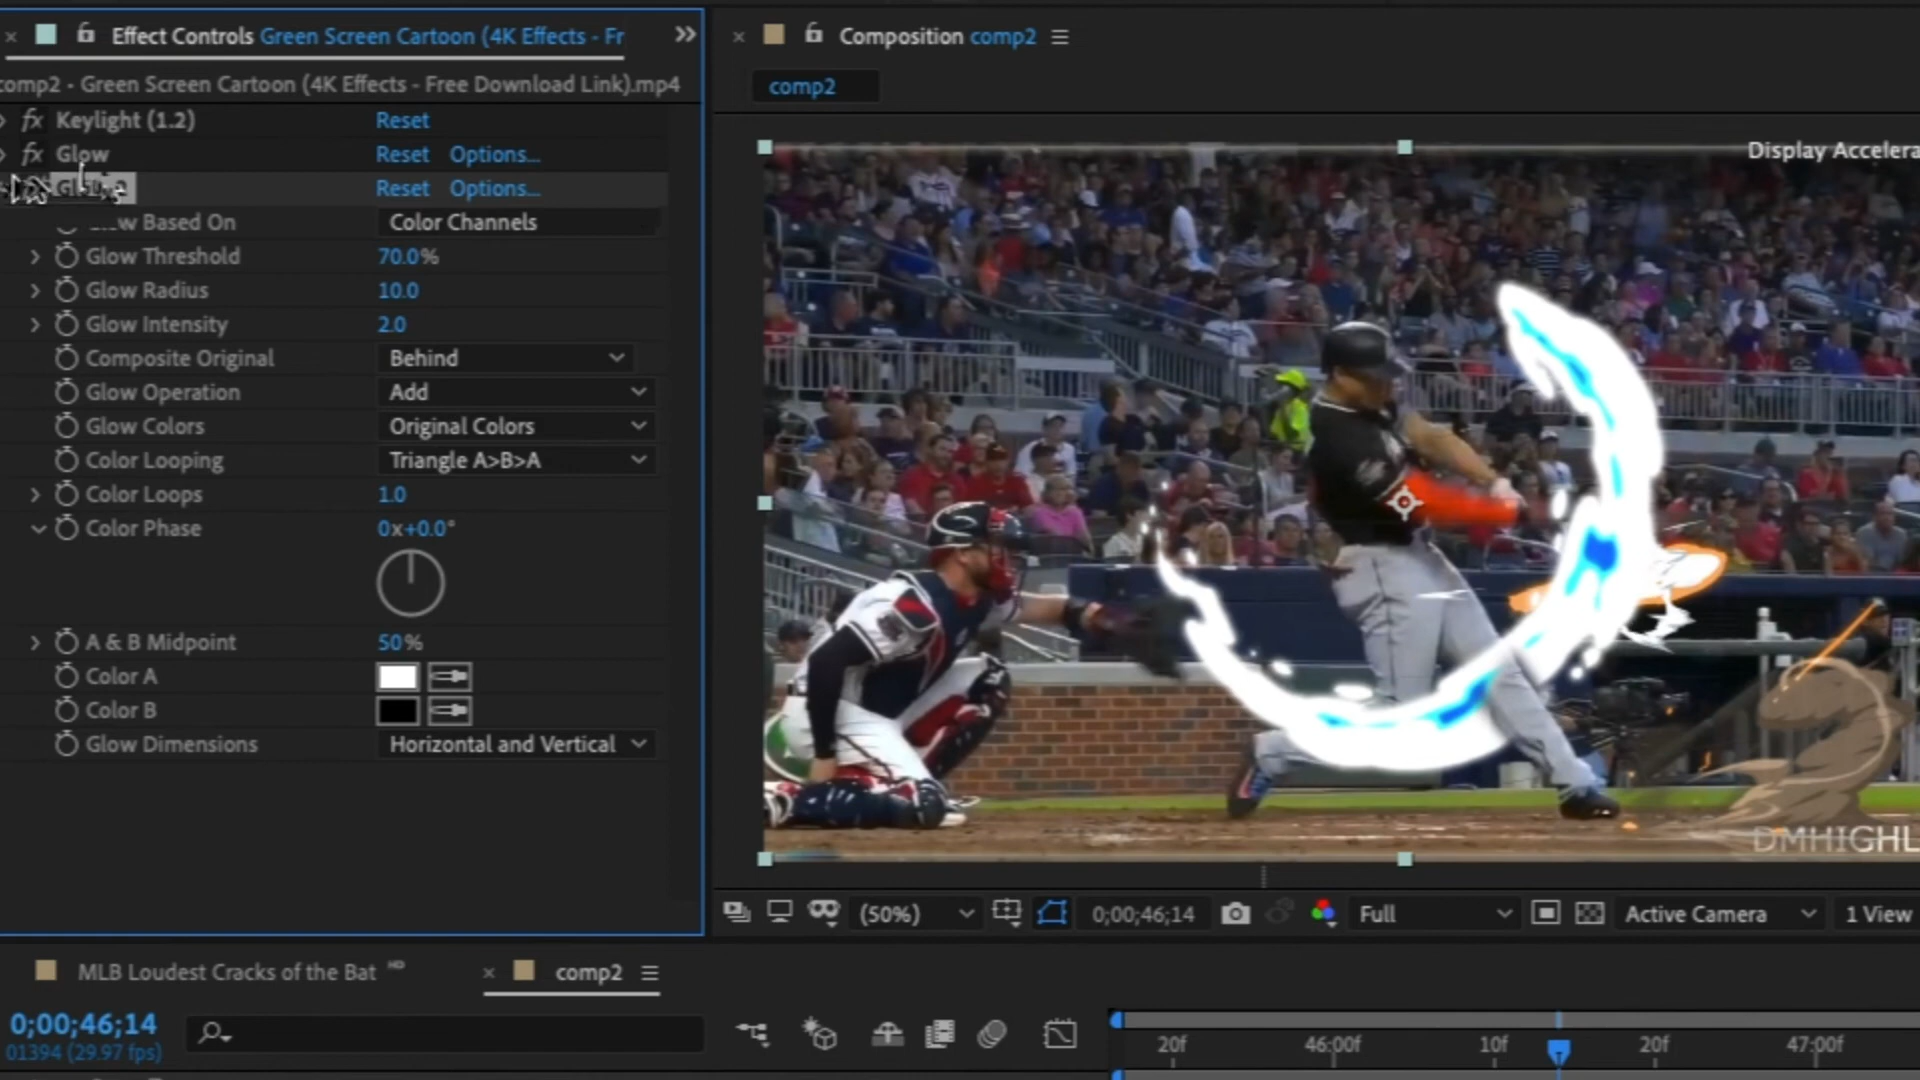 Effect Controls Green Screen Cartoon (4K Effects - Fr
Composition comp2
comp2 - Green Screen Cartoon (4K Effects - Free Download Link).mp4
comp2
fx Keylight (1.2) Reset
fx Glow Reset Options...
Reset Options...
Display Accelera
Based On Color Channels
Glow Threshold 70.0%
Glow Radius 10.0
Glow Intensity 2.0
Composite Original Behind
Glow Operation Add
Glow Colors Original Colors
Color Looping Triangle A>B>A
Color Loops 1.0
Color Phase 0x+0.0°
A & B Midpoint 50%
Color A
Color B
Glow Dimensions Horizontal and Vertical
DMHIGHL
(50%) 0;00;46;14 Full Active Camera 1 View
MLB Loudest Cracks of the Bat HD
comp2
0;00;46;14
01394 (29.97 fps)
20f 46:00f 10f 20f 47:00f